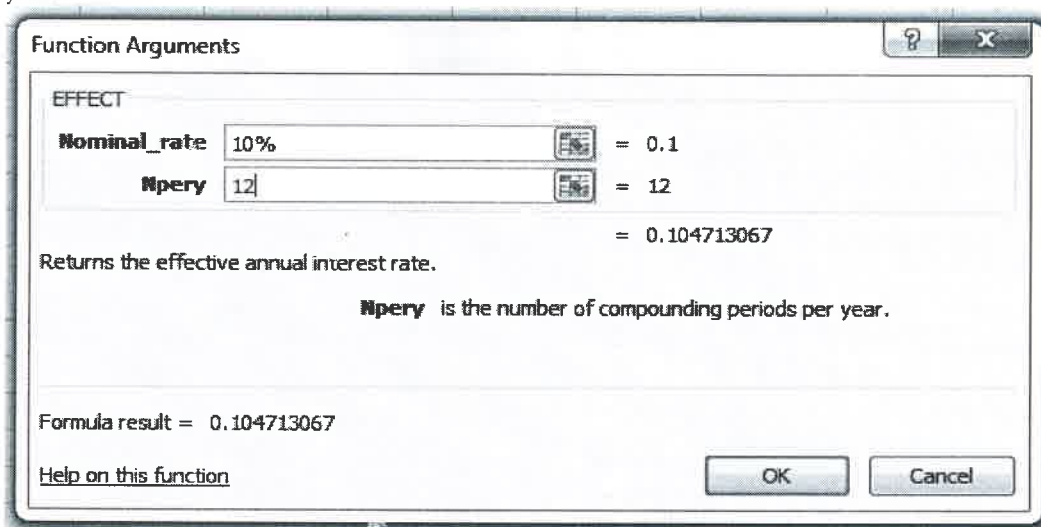 Function Arguments
EFFECT
Nominal_rate 10% = 0.1
Npery 12 = 12
= 0.104713067
Returns the effective annual interest rate.
Npery is the number of compounding periods per year.
Formula result = 0.104713067
Help on this function
OK Cancel